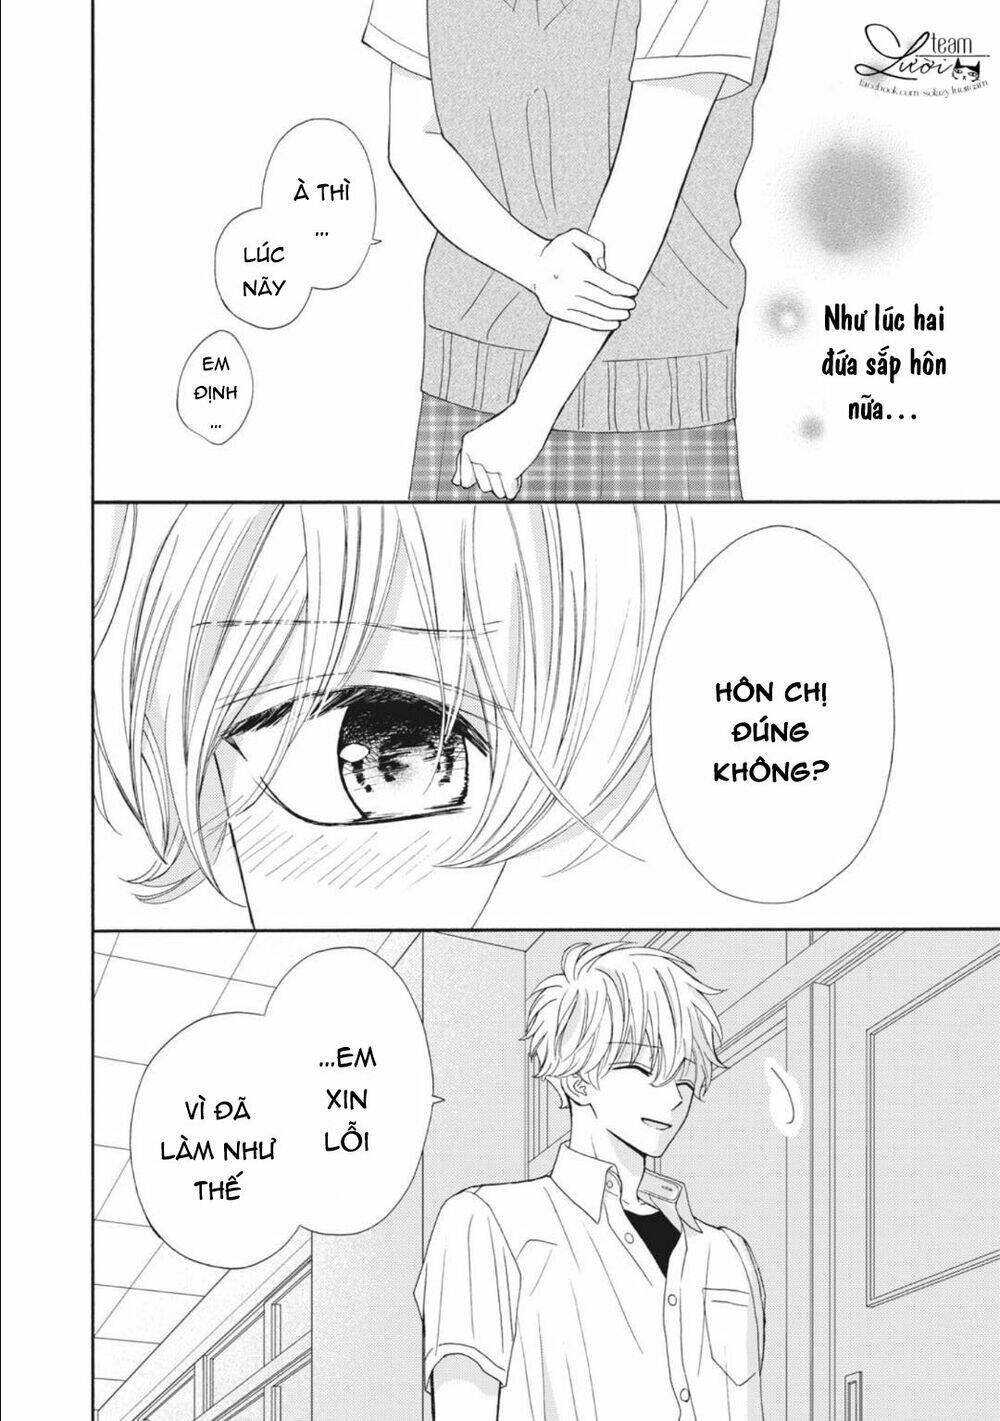 team
Lười
facebook.com/solazy.luoiteam
Như lúc hai
đứa sắp hôn
nữa...
À THÌ
...
LÚC
NÃY
EM
ĐỊNH
...
HÔN CHỊ
ĐÚNG
KHÔNG?
...EM
XIN
LỖI
VÌ ĐÃ
LÀM NHƯ
THẾ